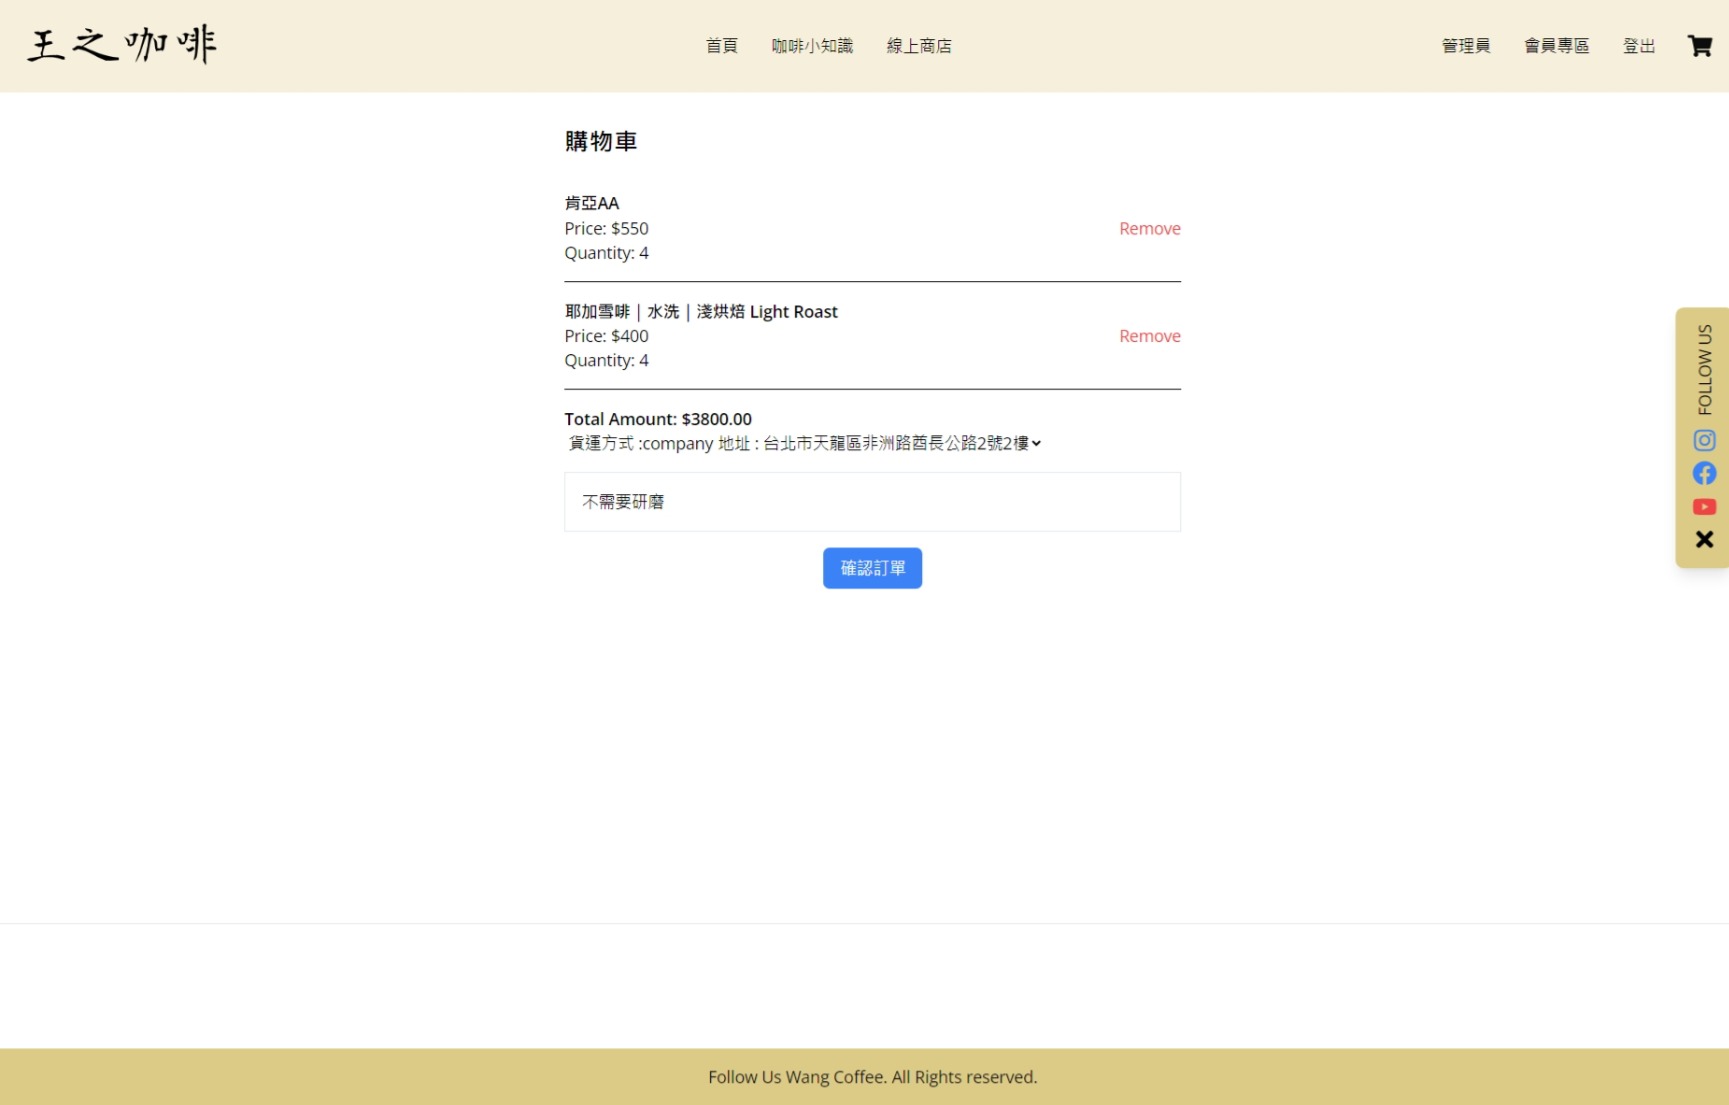 王之咖啡
首頁 咖啡小知識 線上商店
管理員 會員專區 登出
購物車
肯亞AA
Price: $550
Remove
Quantity: 4
耶加雪啡 | 水洗 | 淺烘焙 Light Roast
Price: $400
Remove
Quantity: 4
Total Amount: $3800.00
貨運方式 :company 地址 : 台北市天龍區非洲路酋長公路2號2樓
不需要研磨
確認訂單
FOLLOW US
Follow Us Wang Coffee. All Rights reserved.